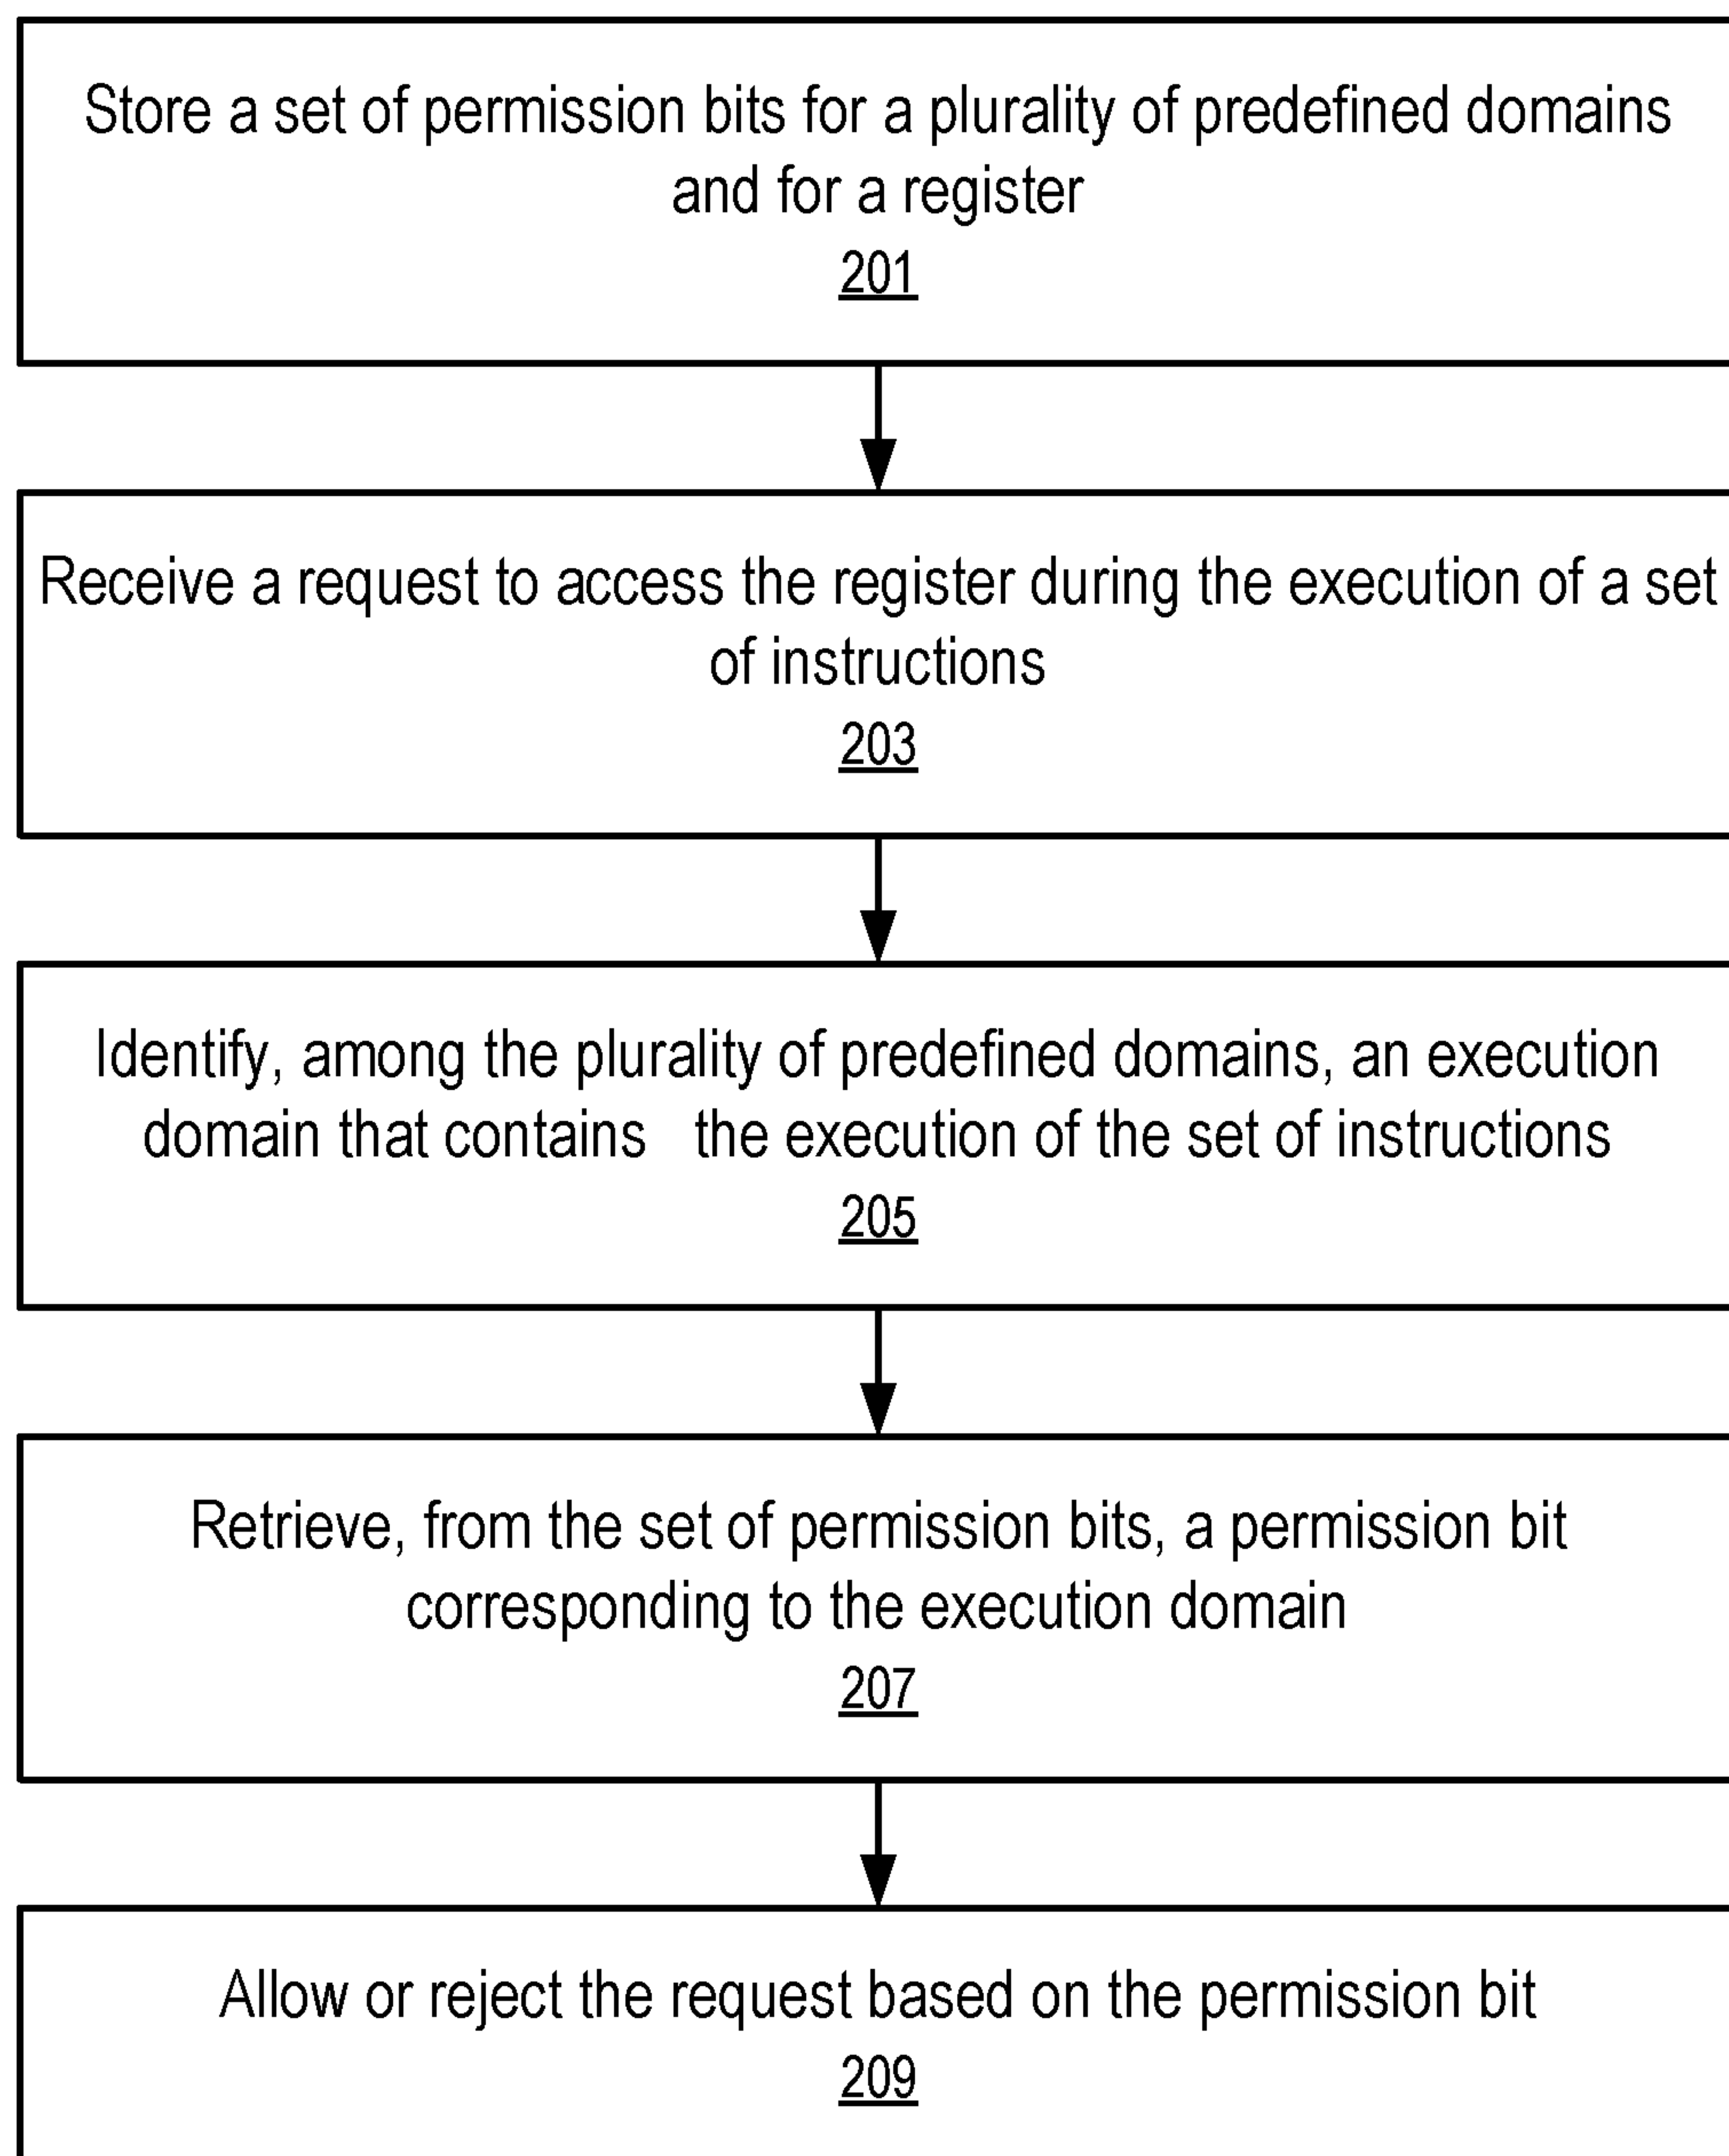 Store a set of permission bits for a plurality of predefined domains
and for a register
201
Receive a request to access the register during the execution of a set
of instructions
203
Identify, among the plurality of predefined domains, an execution
domain that contains the execution of the set of instructions
205
Retrieve, from the set of permission bits, a permission bit
corresponding to the execution domain
207
Allow or reject the request based on the permission bit
209